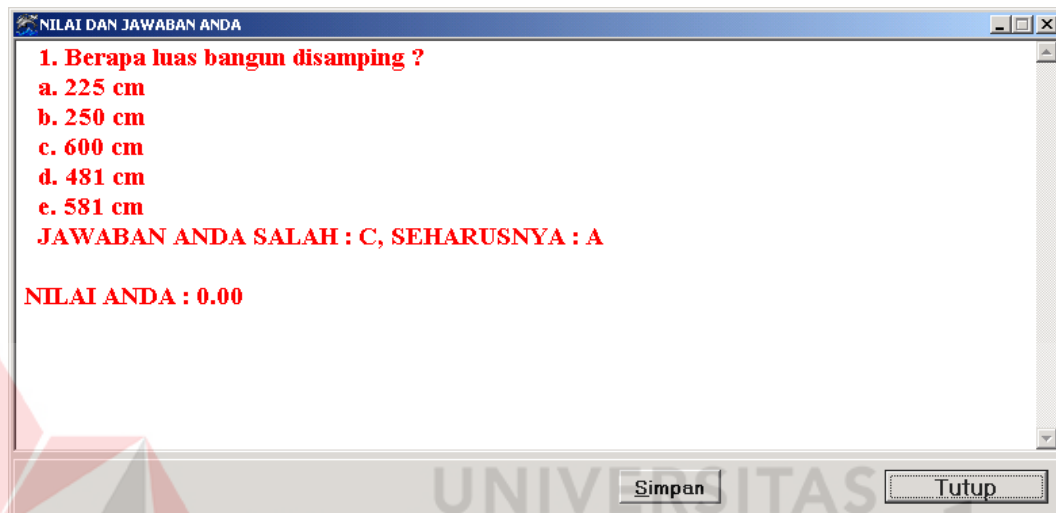 NILAI DAN JAWABAN ANDA
1. Berapa luas bangun disamping ?
a. 225 cm
b. 250 cm
c. 600 cm
d. 481 cm
e. 581 cm
JAWABAN ANDA SALAH : C, SEHARUSNYA : A
NILAI ANDA : 0.00
UNIVERSITAS
Simpan
Tutup